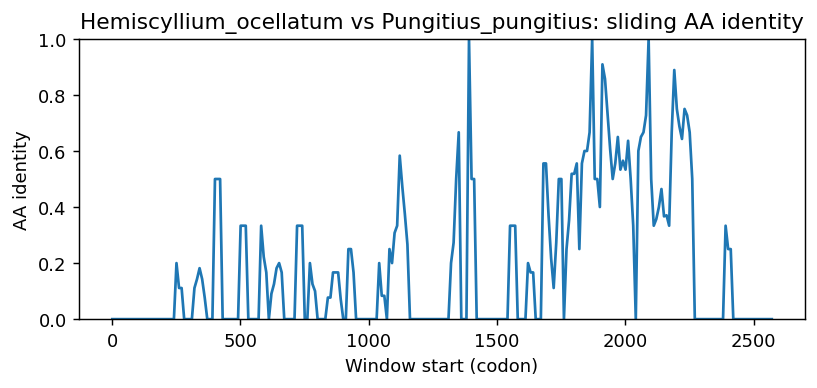 Hemiscyllium_ocellatum vs Pungitius_pungitius: sliding AA identity
1.0
0.8
0.6
0.4
0.2
0.0
AA identity
0 500 1000 1500 2000 2500
Window start (codon)